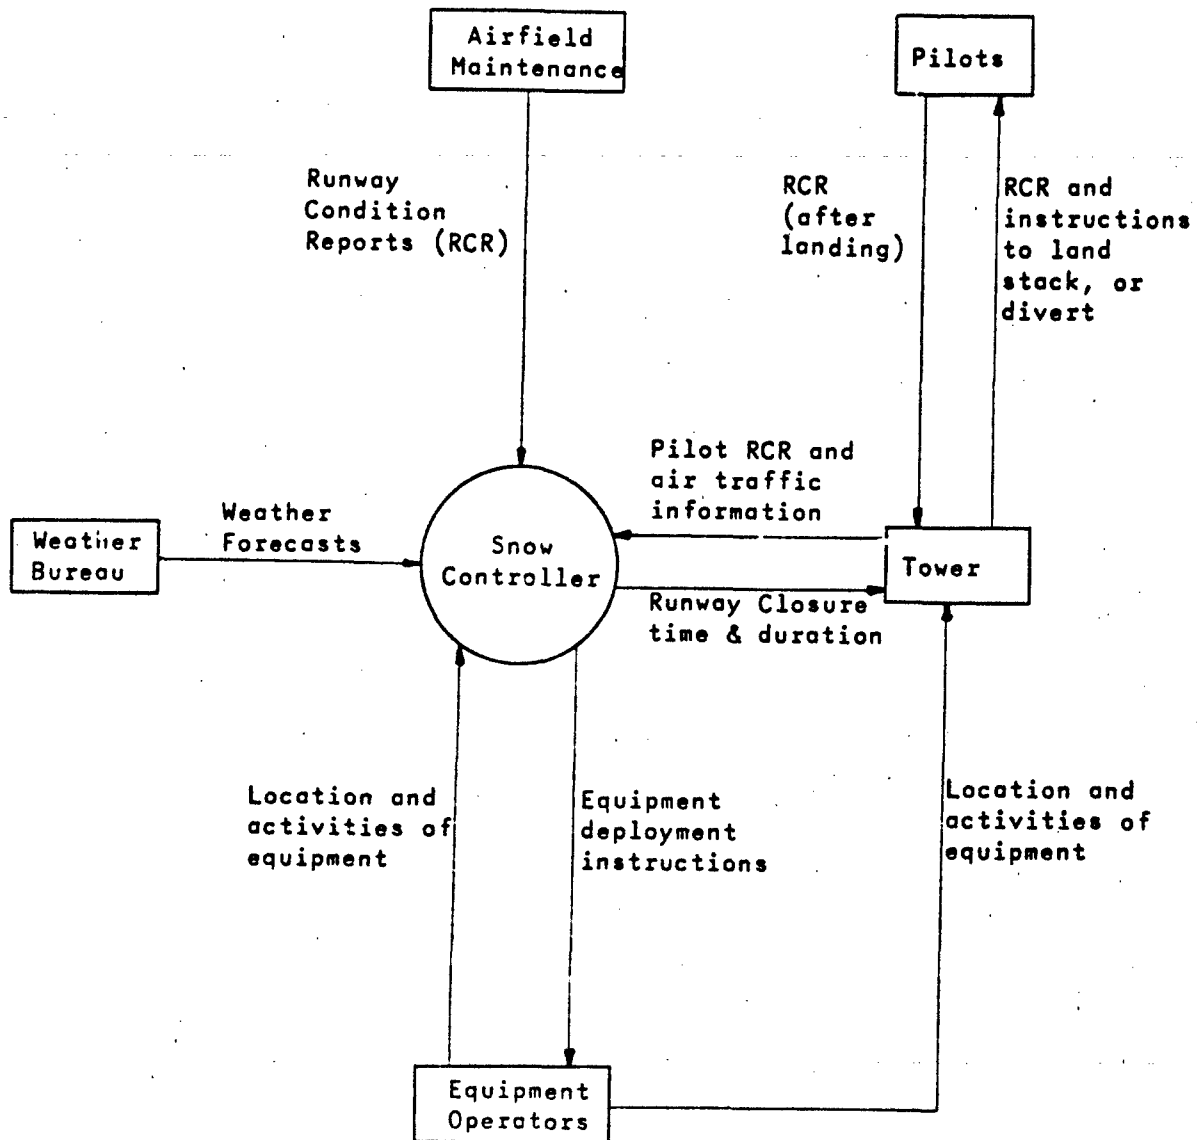 Airfield
Maintenance
Pilots
Runway
Condition
Reports (RCR)
RCR
(after
landing)
RCR and
instructions
to land
stack, or
divert
Pilot RCR and
air traffic
information
Weather
Forecasts
Weather
Bureau
Snow
Controller
Tower
Runway Closure
time & duration
Location and
activities of
equipment
Equipment
deployment
instructions
Location and
activities of
equipment
Equipment
Operators